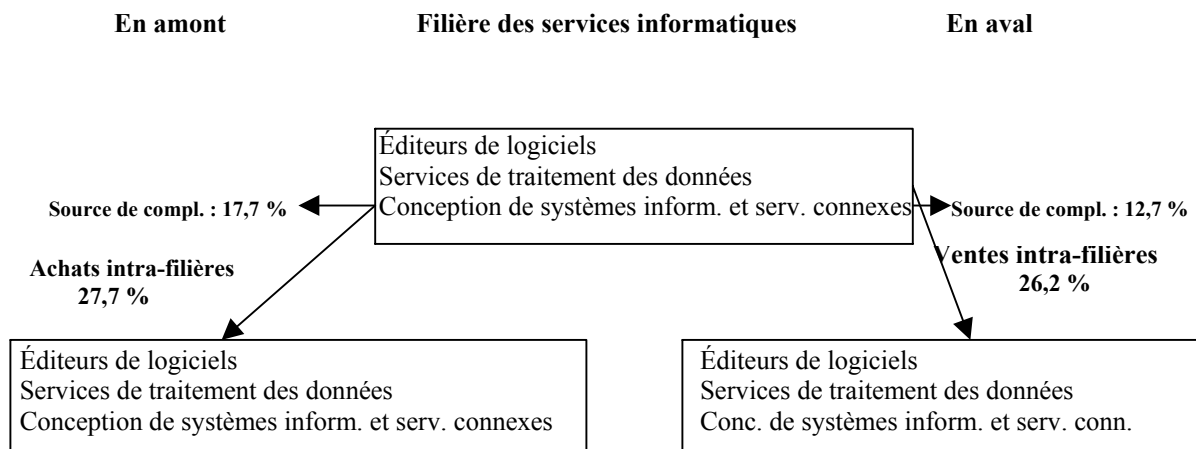 En amont Filière des services informatiques En aval
Éditeurs de logiciels
Services de traitement des données
Conception de systèmes inform. et serv. connexes
Source de compl. : 17,7 %
Source de compl. : 12,7 %
Achats intra-filières
27,7 %
Ventes intra-filières
26,2 %
Éditeurs de logiciels
Services de traitement des données
Conception de systèmes inform. et serv. connexes
Éditeurs de logiciels
Services de traitement des données
Conc. de systèmes inform. et serv. conn.